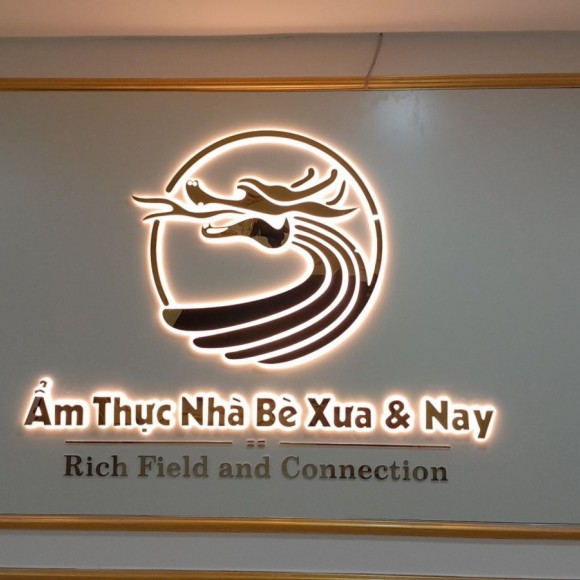 Ẩm Thực Nhà Bè Xưa & Nay
Rich Field and Connection